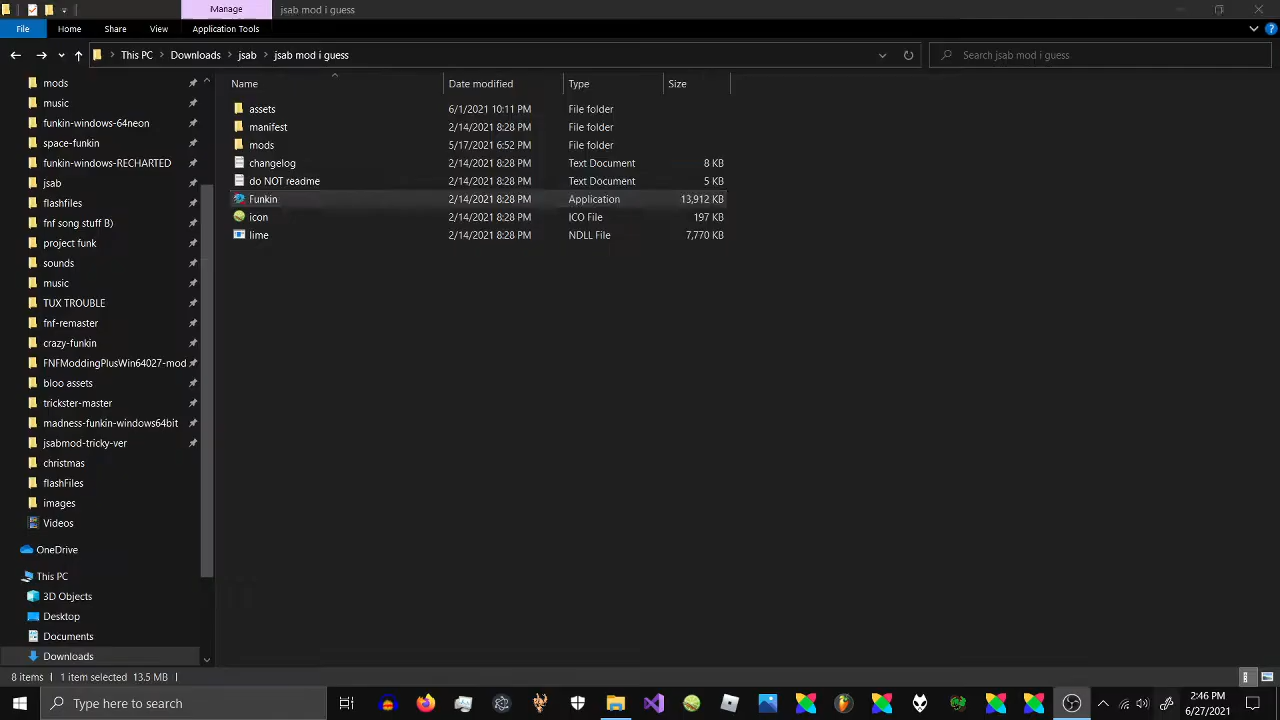 Manage
jsab mod i guess
File
Home
Share
View
Application Tools
This PC
Downloads
jsab
jsab mod i guess
Search jsab mod i guess
Name
Date modified
Type
Size
mods
music
funkin-windows-64neon
space-funkin
funkin-windows-RECHARTED
jsab
flashfiles
fnf song stuff B)
project funk
sounds
music
TUX TROUBLE
fnf-remaster
crazy-funkin
FNFModdingPlusWin64027-mod
bloo assets
trickster-master
madness-funkin-windows64bit
jsabmod-tricky-ver
christmas
flashFiles
images
Videos
OneDrive
This PC
3D Objects
Desktop
Documents
Downloads
assets 6/1/2021 10:11 PM File folder
manifest 2/14/2021 8:28 PM File folder
mods 5/17/2021 6:52 PM File folder
changelog 2/14/2021 8:28 PM Text Document 8 KB
do NOT readme 2/14/2021 8:28 PM Text Document 5 KB
Funkin 2/14/2021 8:28 PM Application 13,912 KB
icon 2/14/2021 8:28 PM ICO File 197 KB
lime 2/14/2021 8:28 PM NDLL File 7,770 KB
8 items
1 item selected 13.5 MB
Type here to search
2:46 PM
6/27/2021